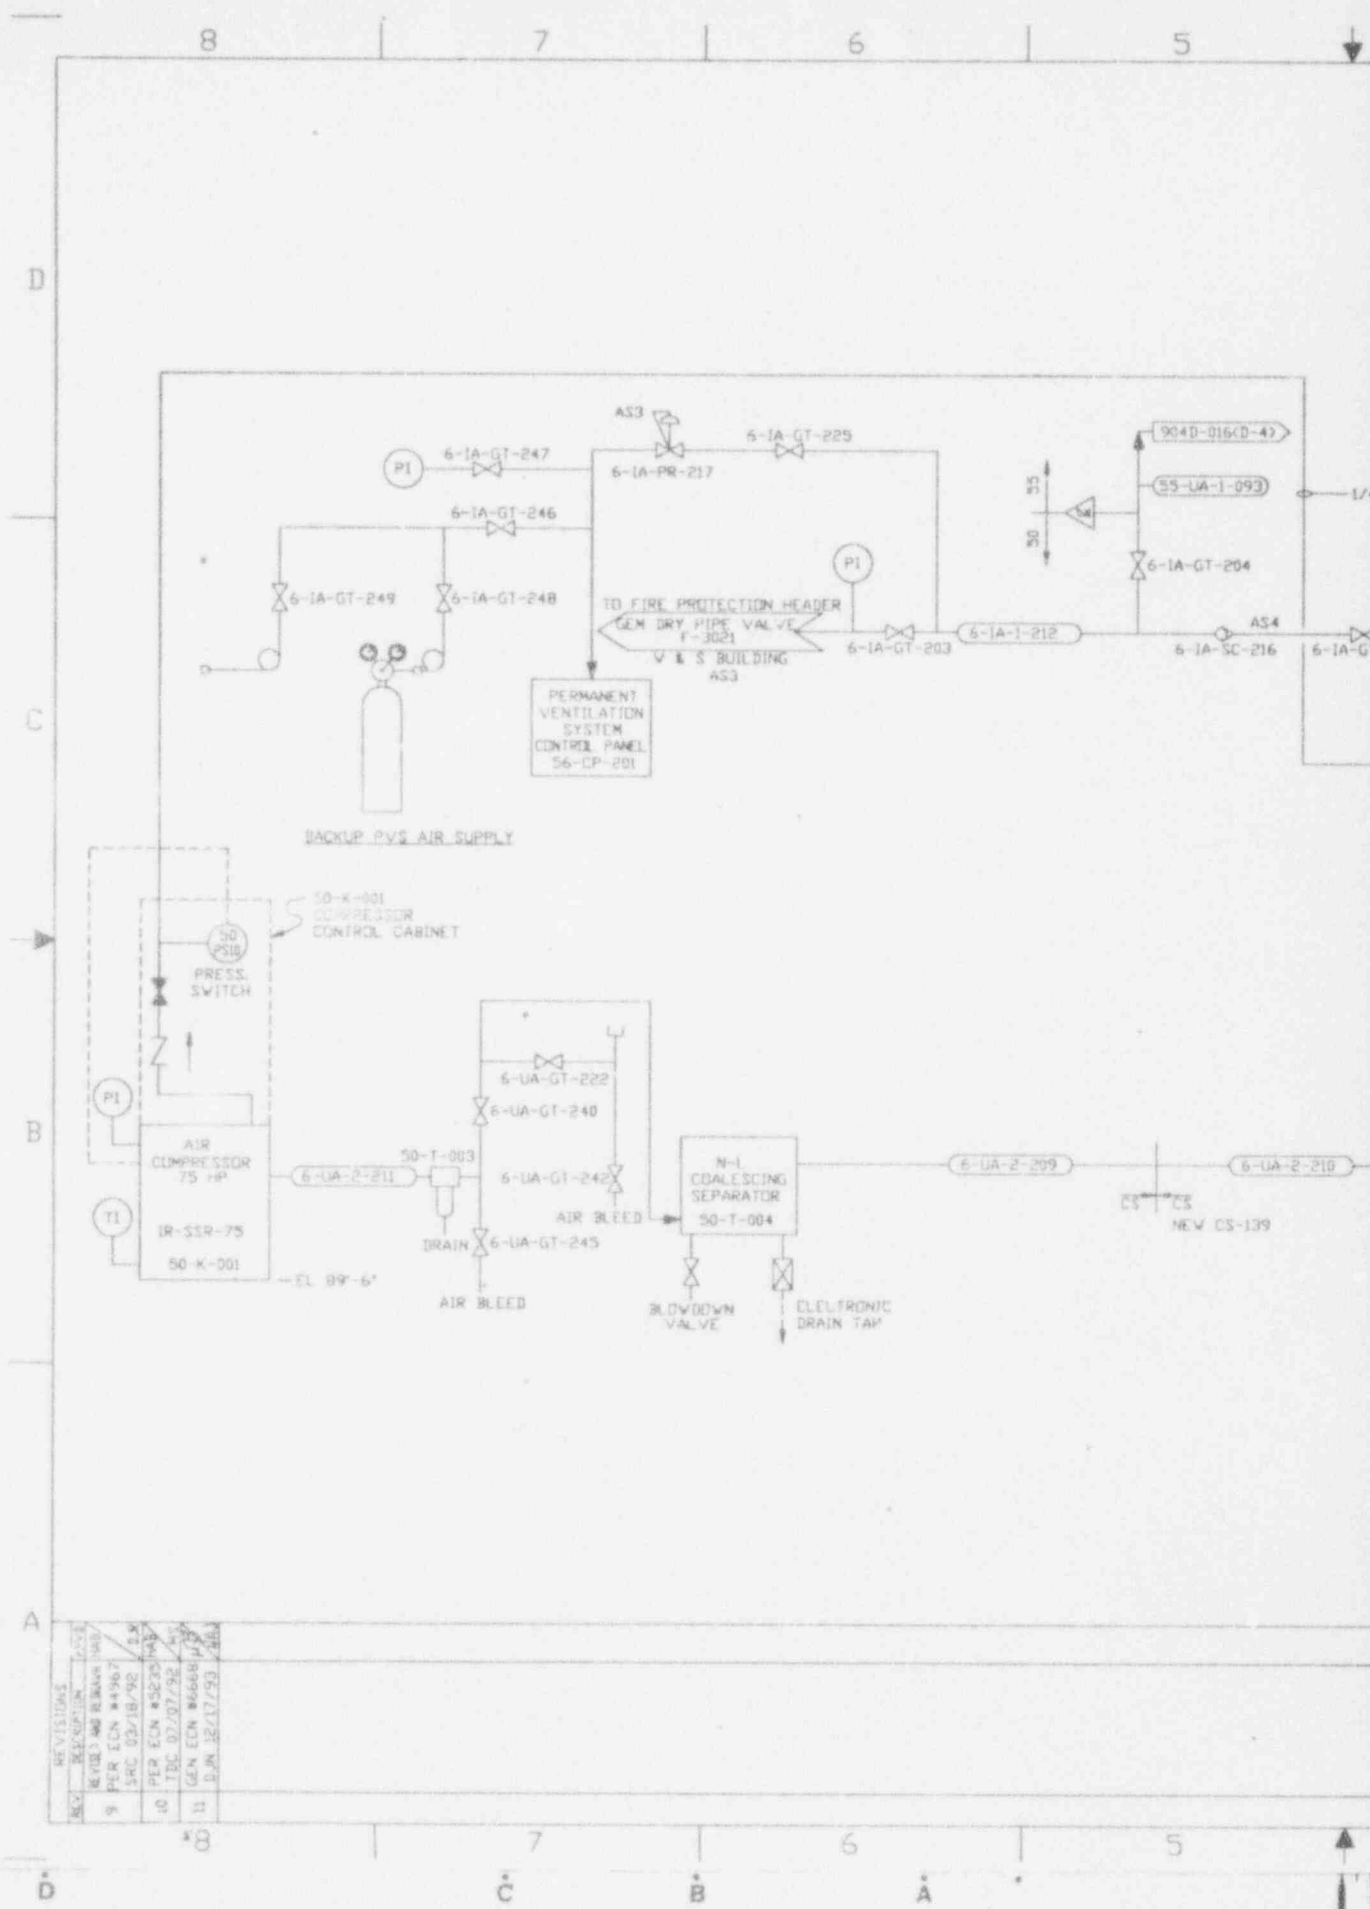 8 7 6 5
D
AS3
6-IA-GT-247
6-IA-GT-225
904D-016(D-4)
PI
6-IA-PR-217
55
55-UA-1-093
1/4
6-IA-GT-246
50
6-IA-GT-204
PI
6-IA-GT-249
6-IA-GT-248
TO FIRE PROTECTION HEADER
GEM DRY PIPE VALVE
F-3021
V & S BUILDING
AS3
6-IA-GT-203
6-IA-1-212
AS4
6-IA-SC-216
6-IA-G
PERMANENT
VENTILATION
SYSTEM
CONTROL PANEL
56-CP-201
C
BACKUP PVS AIR SUPPLY
50-K-001
COMPRESSOR
CONTROL CABINET
50
PS10
PRESS.
SWITCH
PI
6-UA-GT-222
6-UA-GT-240
B
AIR
COMPRESSOR
75 HP
IR-SSR-75
50-K-001
TI
EL 89'-6"
6-UA-2-211
50-T-003
DRAIN
6-UA-GT-242
AIR BLEED
6-UA-GT-245
AIR BLEED
N-L
COALESCING
SEPARATOR
50-T-004
BLOWDOWN
VALVE
ELELTRONIC
DRAIN TAP
6-UA-2-209
CS CS
NEW CS-139
6-UA-2-210
A
REVISIONS
REV DESCRIPTION
REVISED AND REDRAWN
9 PER ECN #4967
SRC 03/18/92
10 PER ECN #5235
TDC 07/07/92
11 GEN ECN #6668
DJN 12/17/93
8 7 6 5
D C B A